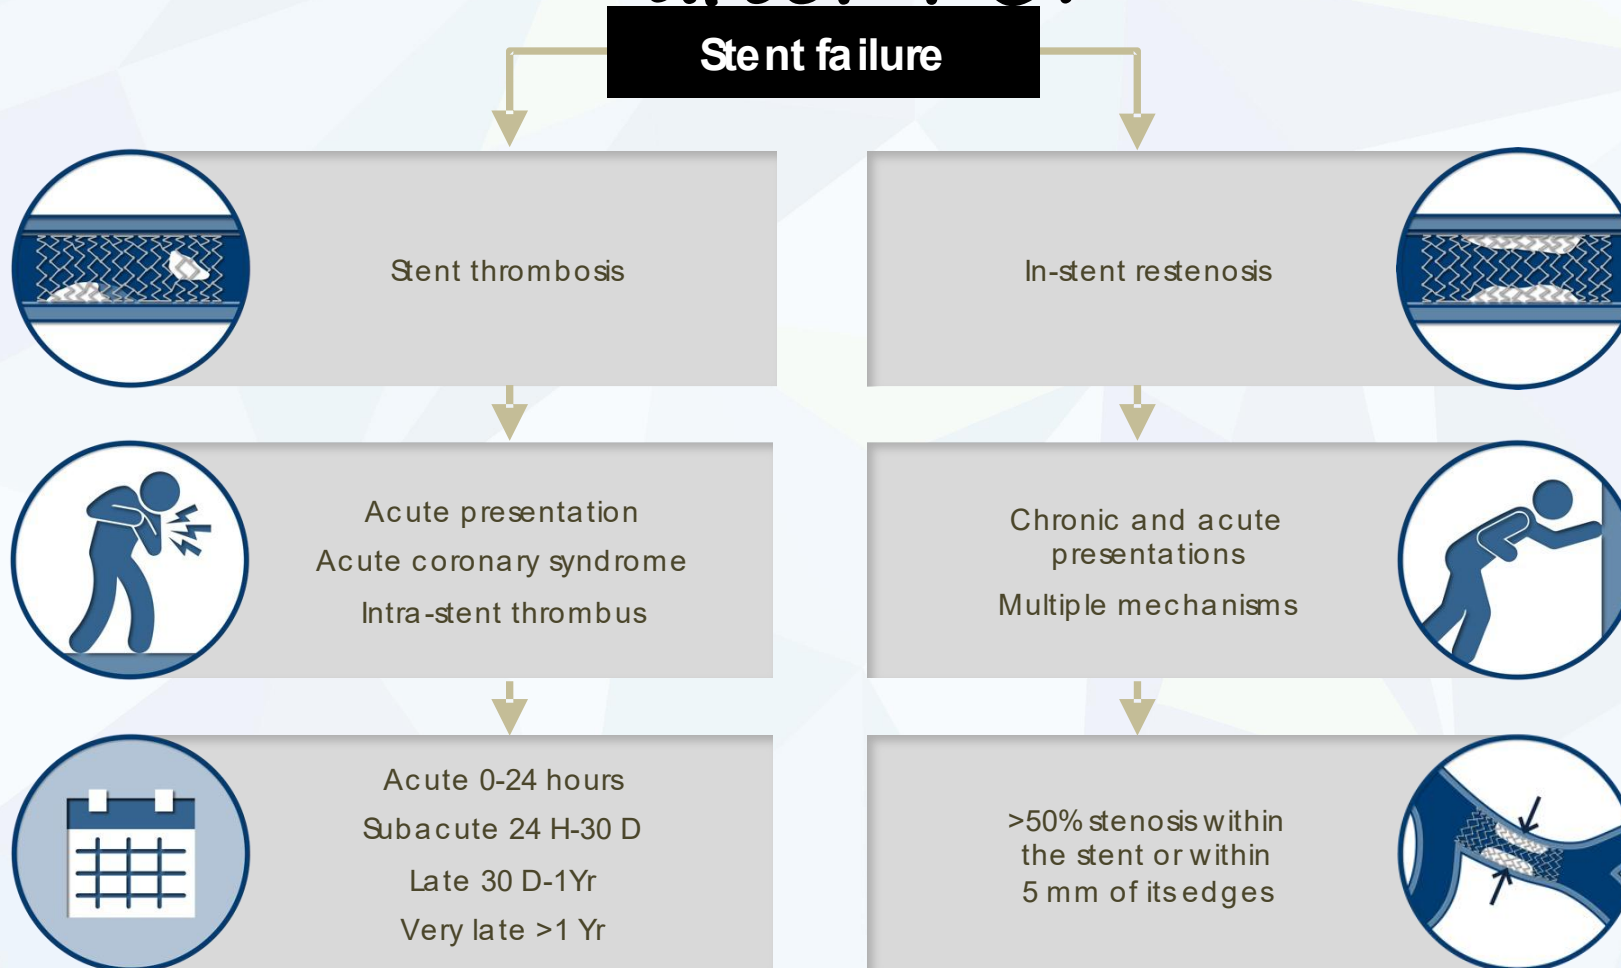 Stent failure
Stent thrombosis
In-stent restenosis
Acute presentation
Acute coronary syndrome
Intra-stent thrombus
Chronic and acute
presentations
Multiple mechanisms
Acute 0-24 hours
Subacute 24 H-30 D
Late 30 D-1Yr
Very late >1 Yr
>50% stenosis within
the stent or within
5 mm of its edges